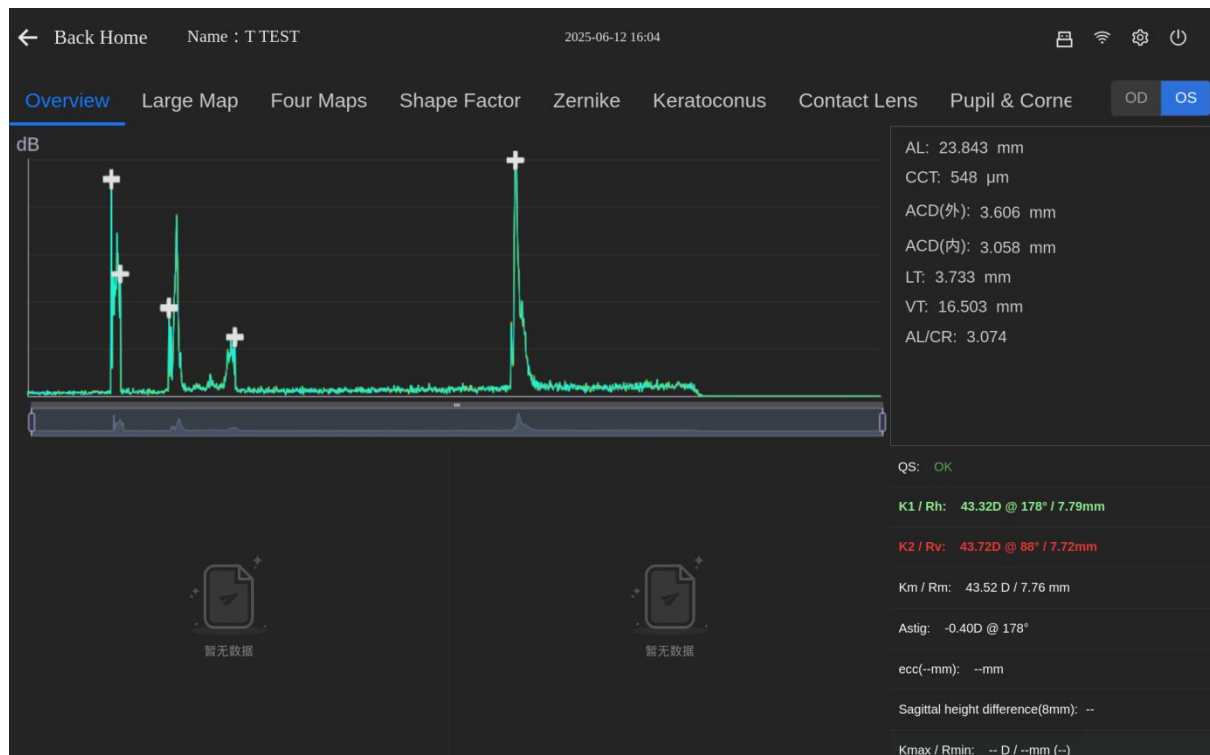 Back Home Name：T TEST 2025-06-12 16:04
Overview Large Map Four Maps Shape Factor Zernike Keratoconus Contact Lens Pupil & Corne OD OS
dB
AL: 23.843 mm
CCT: 548 μm
ACD(外): 3.606 mm
ACD(内): 3.058 mm
LT: 3.733 mm
VT: 16.503 mm
AL/CR: 3.074
QS: OK
K1 / Rh: 43.32D @ 178° / 7.79mm
K2 / Rv: 43.72D @ 88° / 7.72mm
Km / Rm: 43.52 D / 7.76 mm
Astig: -0.40D @ 178°
ecc(--mm): --mm
Sagittal height difference(8mm): --
Kmax / Rmin: -- D / --mm (--)
暂无数据
暂无数据